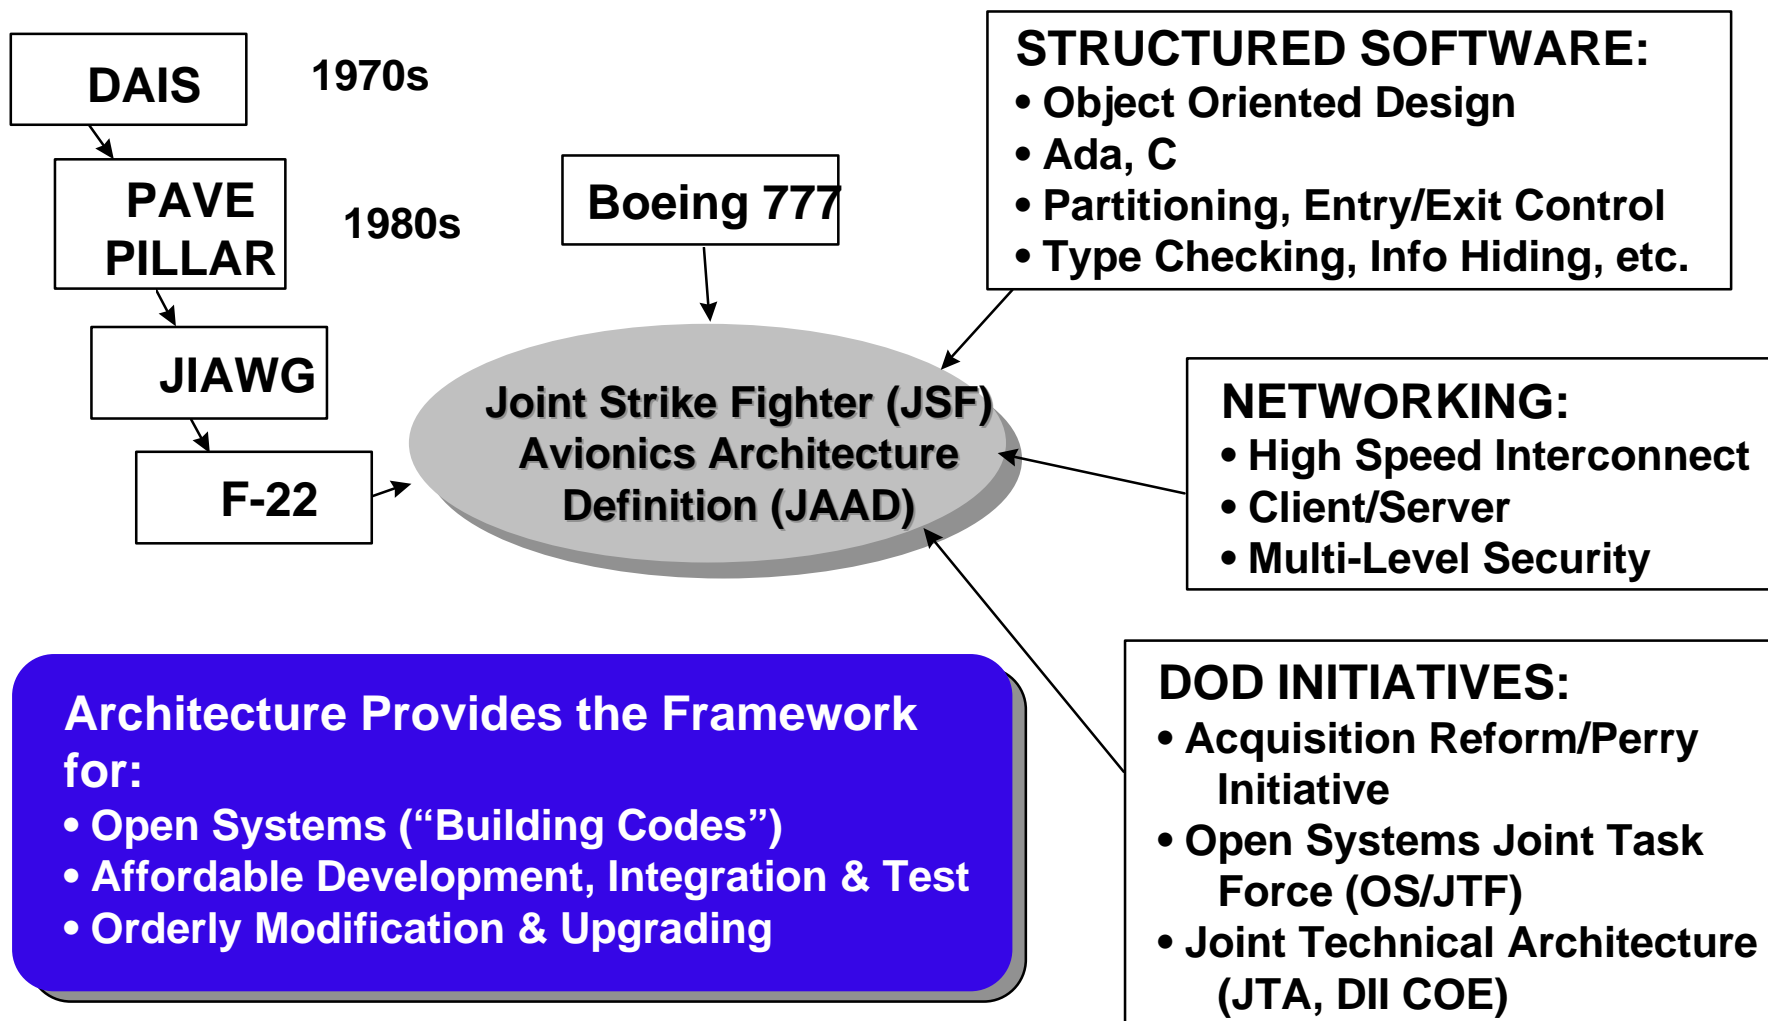 DAIS
1970s
PAVE
PILLAR
1980s
JIAWG
F-22
Boeing 777
Joint Strike Fighter (JSF)
Avionics Architecture
Definition (JAAD)
STRUCTURED SOFTWARE:
• Object Oriented Design
• Ada, C
• Partitioning, Entry/Exit Control
• Type Checking, Info Hiding, etc.
NETWORKING:
• High Speed Interconnect
• Client/Server
• Multi-Level Security
DOD INITIATIVES:
• Acquisition Reform/Perry
Initiative
• Open Systems Joint Task
Force (OS/JTF)
• Joint Technical Architecture
(JTA, DII COE)
Architecture Provides the Framework
for:
• Open Systems (“Building Codes”)
• Affordable Development, Integration & Test
• Orderly Modification & Upgrading